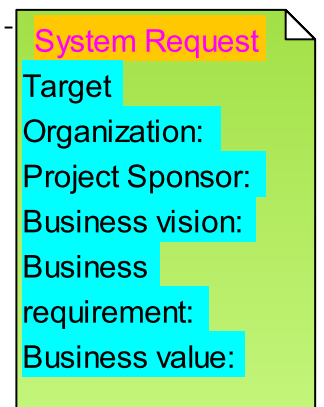 System Request
Target
Organization:
Project Sponsor:
Business vision:
Business
requirement:
Business value: